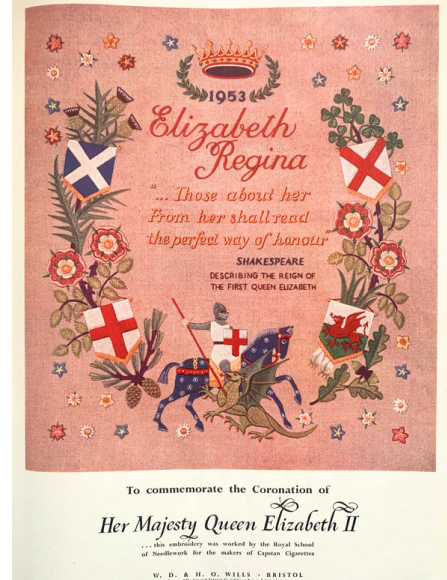 1953
Elizabeth
Regina
"... Those about her
From her shall read
the perfect way of honour"
SHAKESPEARE
DESCRIBING THE REIGN OF
THE FIRST QUEEN ELIZABETH
To commemorate the Coronation of
Her Majesty Queen Elizabeth II
...this embroidery was worked by the Royal School
of Needlework for the makers of Capstan Cigarettes
W. D. & H. O. WILLS · BRISTOL